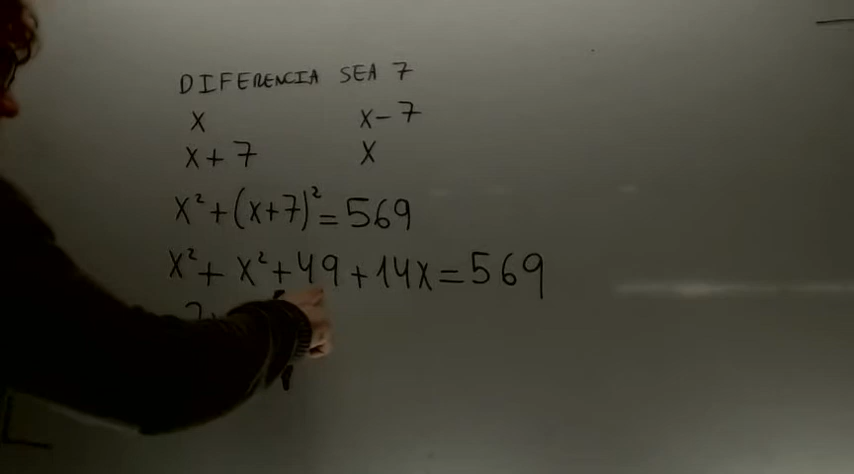 DIFERENCIA SEA 7
x x-7
x+7 x
x²+(x+7)²=569
x²+x²+49+14x=569